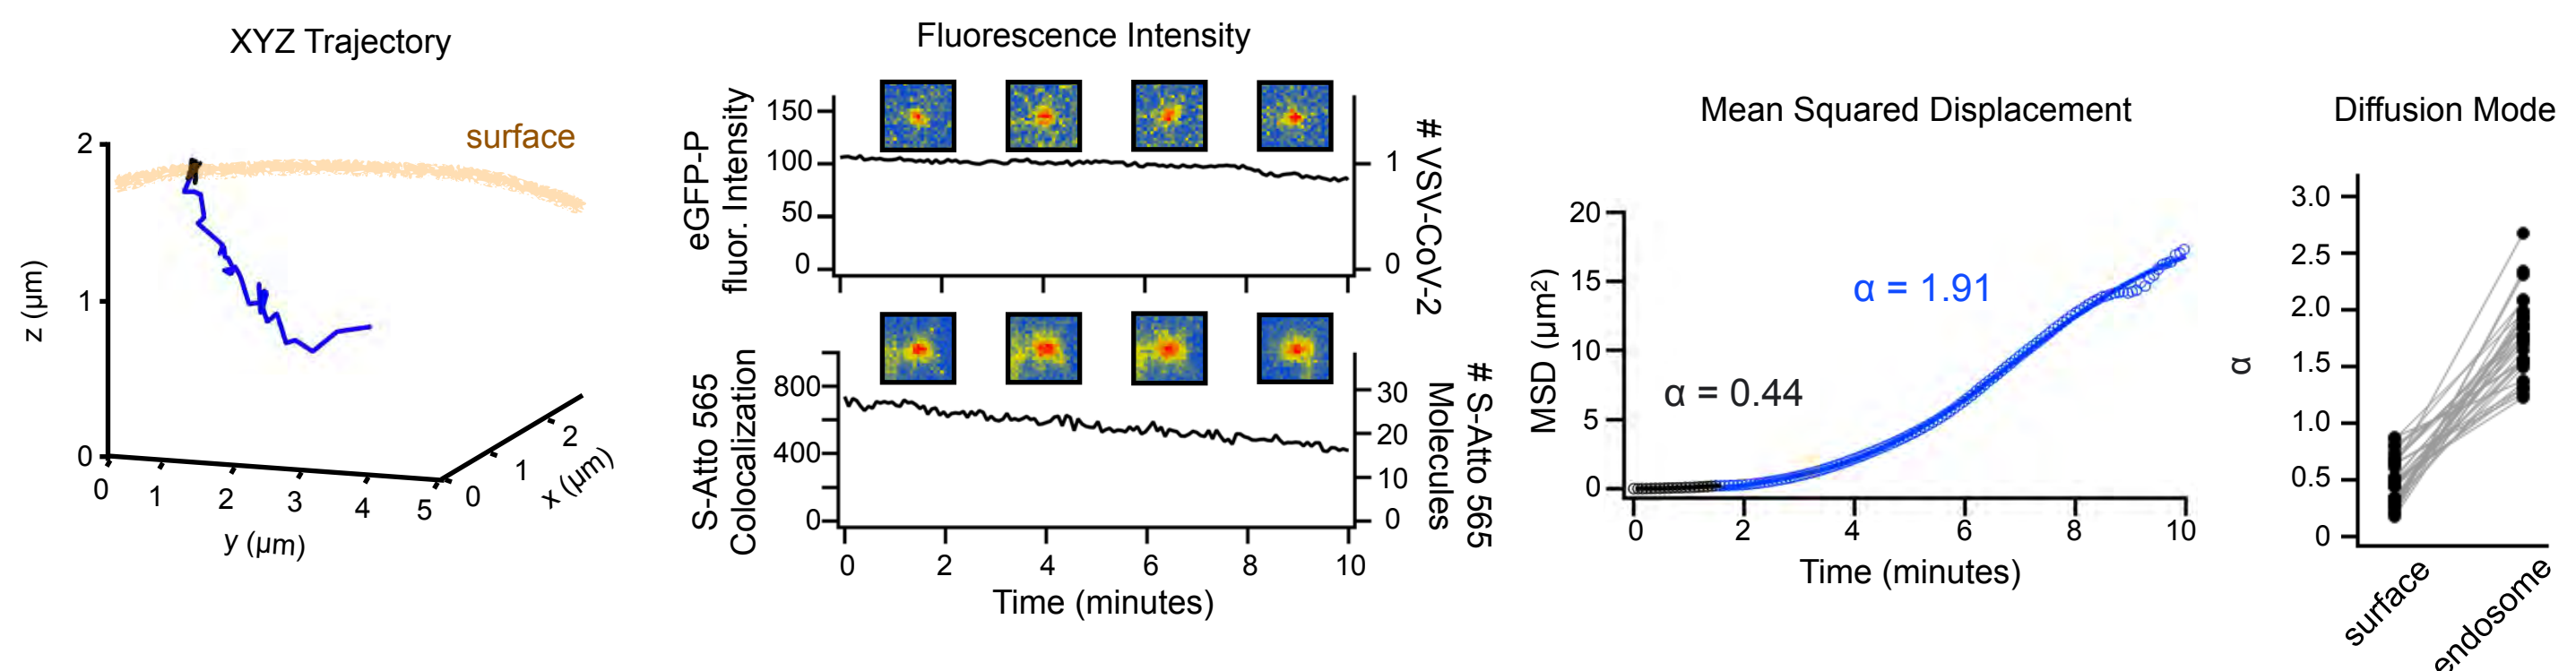 XYZ Trajectory
surface
z (μm)
2
1
0
0
1
2
3
4
5
y (μm)
0
1
2
x (μm)
Fluorescence Intensity
eGFP-P
fluor. Intensity
150
100
50
0
1
0
# VSV-CoV-2
S-Atto 565
Colocalization
800
400
0
30
20
10
0
# S-Atto 565
Molecules
0
2
4
6
8
10
Time (minutes)
Mean Squared Displacement
MSD (μm²)
20
15
10
5
0
α = 0.44
α = 1.91
0
2
4
6
8
10
Time (minutes)
Diffusion Mode
α
3.0
2.5
2.0
1.5
1.0
0.5
0
surface
endosome